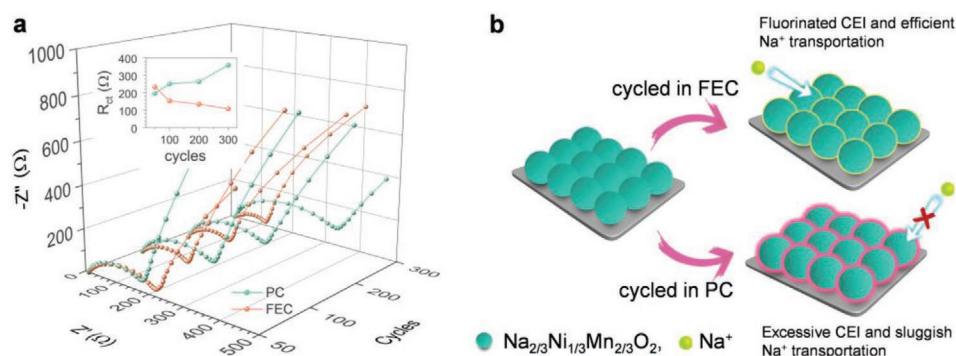 a
1000
800
600
400
200
0
-Z'' (Ω)
400
300
200
100
0
R_ct (Ω)
100 200 300
cycles
PC
FEC
0
100
200
300
400
500
Z' (Ω)
50
100
200
300
Cycles
b
Fluorinated CEI and efficient
Na⁺ transportation
cycled in FEC
cycled in PC
Excessive CEI and sluggish
Na⁺ transportation
Na₂/₃Ni₁/₃Mn₂/₃O₂, Na⁺